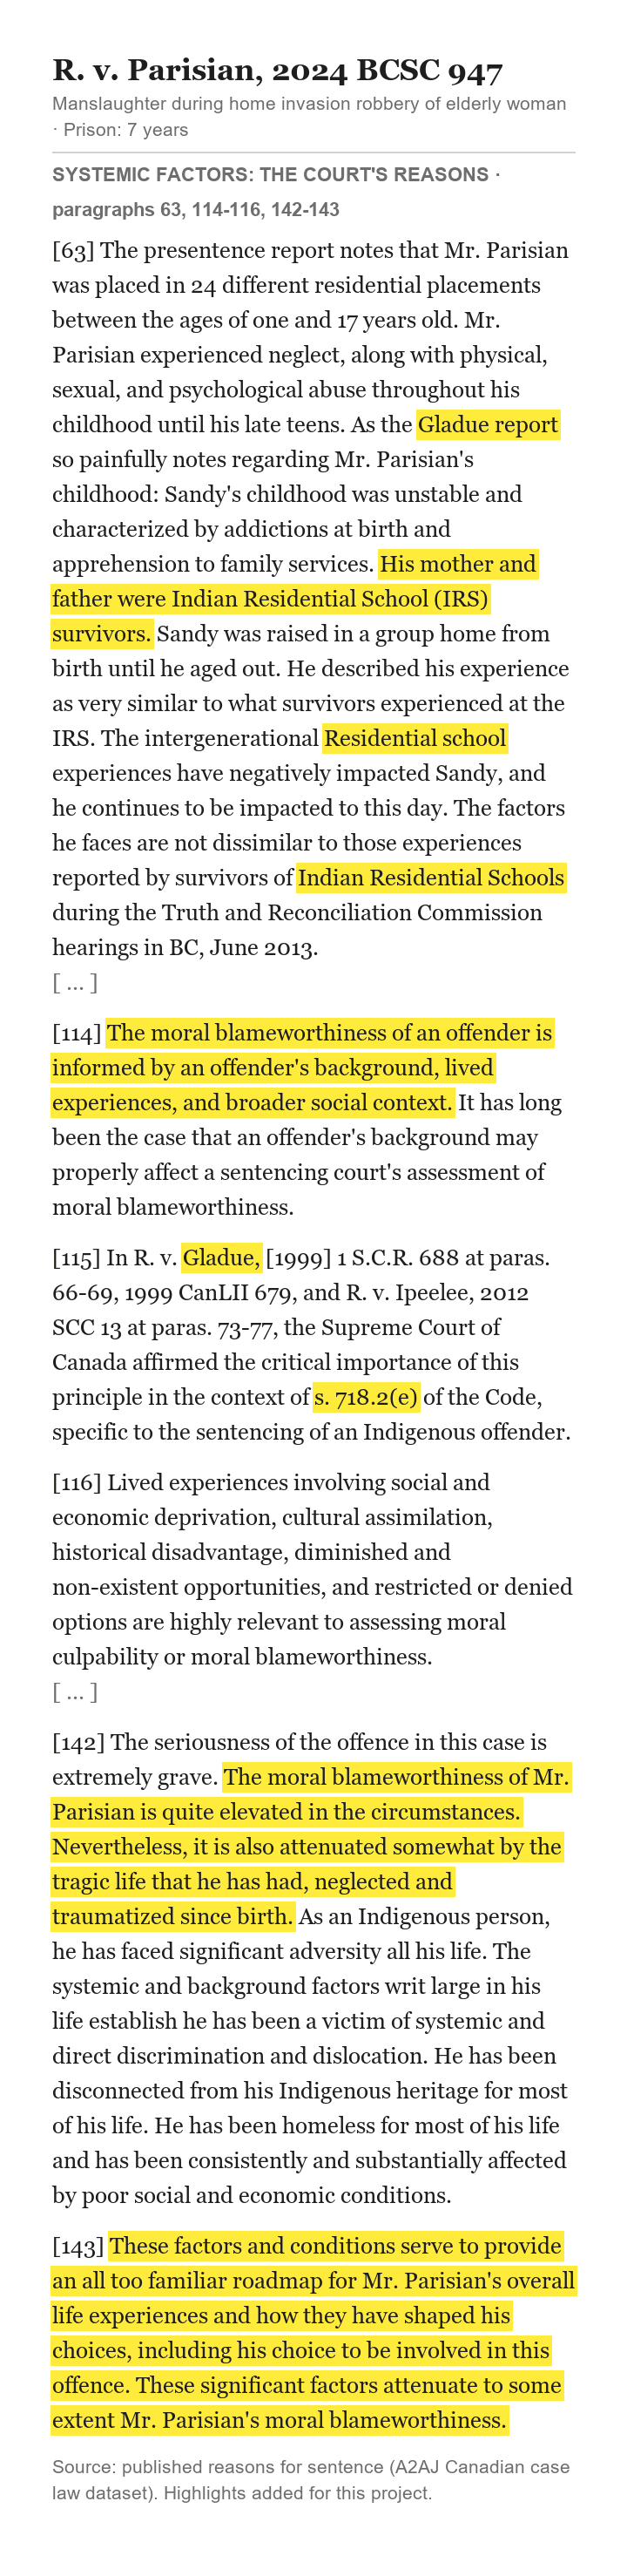 R. v. Parisian, 2024 BCSC 947
Manslaughter during home invasion robbery of elderly woman
· Prison: 7 years
SYSTEMIC FACTORS: THE COURT'S REASONS ·
paragraphs 63, 114-116, 142-143
[63] The presentence report notes that Mr. Parisian
was placed in 24 different residential placements
between the ages of one and 17 years old. Mr.
Parisian experienced neglect, along with physical,
sexual, and psychological abuse throughout his
childhood until his late teens. As the Gladue report
so painfully notes regarding Mr. Parisian's
childhood: Sandy's childhood was unstable and
characterized by addictions at birth and
apprehension to family services. His mother and
father were Indian Residential School (IRS)
survivors. Sandy was raised in a group home from
birth until he aged out. He described his experience
as very similar to what survivors experienced at the
IRS. The intergenerational Residential school
experiences have negatively impacted Sandy, and
he continues to be impacted to this day. The factors
he faces are not dissimilar to those experiences
reported by survivors of Indian Residential Schools
during the Truth and Reconciliation Commission
hearings in BC, June 2013.
[ ... ]
[114] The moral blameworthiness of an offender is
informed by an offender's background, lived
experiences, and broader social context. It has long
been the case that an offender's background may
properly affect a sentencing court's assessment of
moral blameworthiness.
[115] In R. v. Gladue, [1999] 1 S.C.R. 688 at paras.
66-69, 1999 CanLII 679, and R. v. Ipeelee, 2012
SCC 13 at paras. 73-77, the Supreme Court of
Canada affirmed the critical importance of this
principle in the context of s. 718.2(e) of the Code,
specific to the sentencing of an Indigenous offender.
[116] Lived experiences involving social and
economic deprivation, cultural assimilation,
historical disadvantage, diminished and
non-existent opportunities, and restricted or denied
options are highly relevant to assessing moral
culpability or moral blameworthiness.
[ ... ]
[142] The seriousness of the offence in this case is
extremely grave. The moral blameworthiness of Mr.
Parisian is quite elevated in the circumstances.
Nevertheless, it is also attenuated somewhat by the
tragic life that he has had, neglected and
traumatized since birth. As an Indigenous person,
he has faced significant adversity all his life. The
systemic and background factors writ large in his
life establish he has been a victim of systemic and
direct discrimination and dislocation. He has been
disconnected from his Indigenous heritage for most
of his life. He has been homeless for most of his life
and has been consistently and substantially affected
by poor social and economic conditions.
[143] These factors and conditions serve to provide
an all too familiar roadmap for Mr. Parisian's overall
life experiences and how they have shaped his
choices, including his choice to be involved in this
offence. These significant factors attenuate to some
extent Mr. Parisian's moral blameworthiness.
Source: published reasons for sentence (A2AJ Canadian case
law dataset). Highlights added for this project.